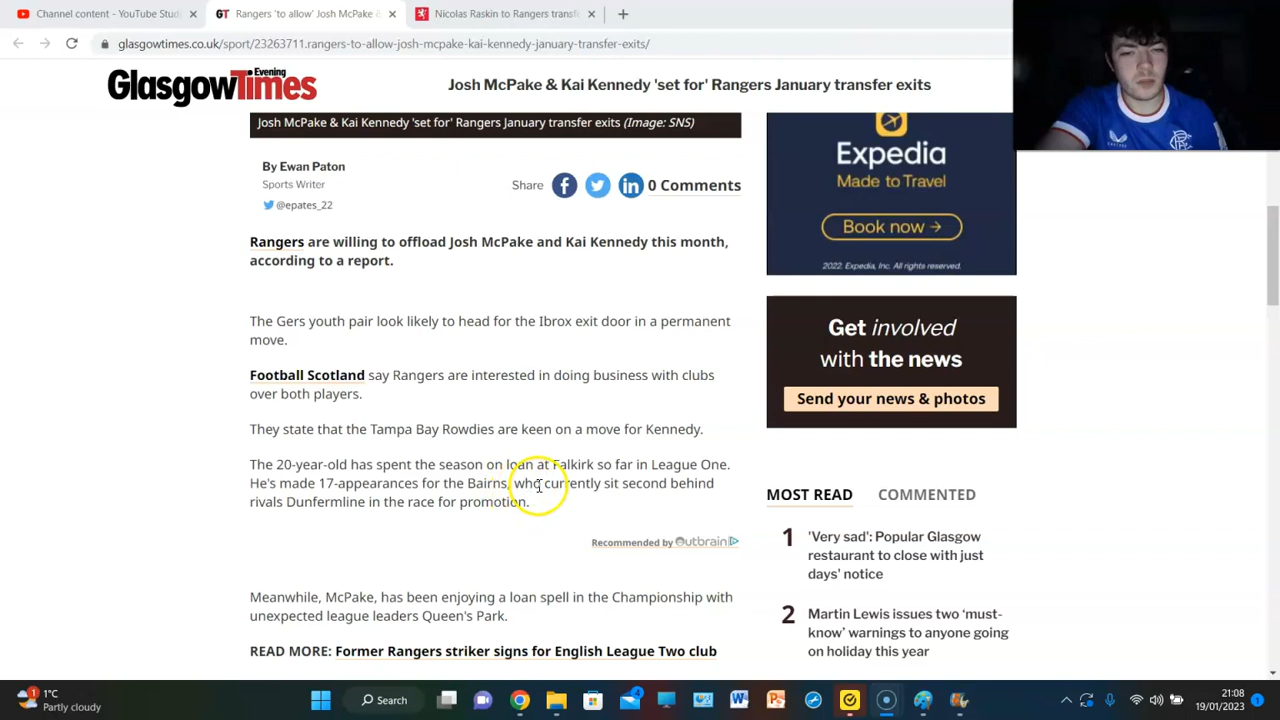 Channel content - YouTube Stud
Rangers 'to allow' Josh McPake &
Nicolas Raskin to Rangers transf
glasgowtimes.co.uk/sport/23263711.rangers-to-allow-josh-mcpake-kai-kennedy-january-transfer-exits/
Evening
GlasgowTimes
Josh McPake & Kai Kennedy 'set for' Rangers January transfer exits
Josh McPake & Kai Kennedy 'set for' Rangers January transfer exits (Image: SNS)
By Ewan Paton
Sports Writer
@epates_22
Share
0 Comments
Rangers are willing to offload Josh McPake and Kai Kennedy this month,
according to a report.
The Gers youth pair look likely to head for the Ibrox exit door in a permanent
move.
Football Scotland say Rangers are interested in doing business with clubs
over both players.
They state that the Tampa Bay Rowdies are keen on a move for Kennedy.
The 20-year-old has spent the season on loan at Falkirk so far in League One.
He's made 17-appearances for the Bairns, who currently sit second behind
rivals Dunfermline in the race for promotion.
Recommended by Outbrain
Meanwhile, McPake, has been enjoying a loan spell in the Championship with
unexpected league leaders Queen's Park.
READ MORE: Former Rangers striker signs for English League Two club
Expedia
Made to Travel
Book now →
2022. Expedia, Inc. All rights reserved.
Get involved
with the news
Send your news & photos
MOST READ
COMMENTED
1 'Very sad': Popular Glasgow
restaurant to close with just
days' notice
2 Martin Lewis issues two 'must-
know' warnings to anyone going
on holiday this year
1°C
Partly cloudy
Search
21:08
19/01/2023